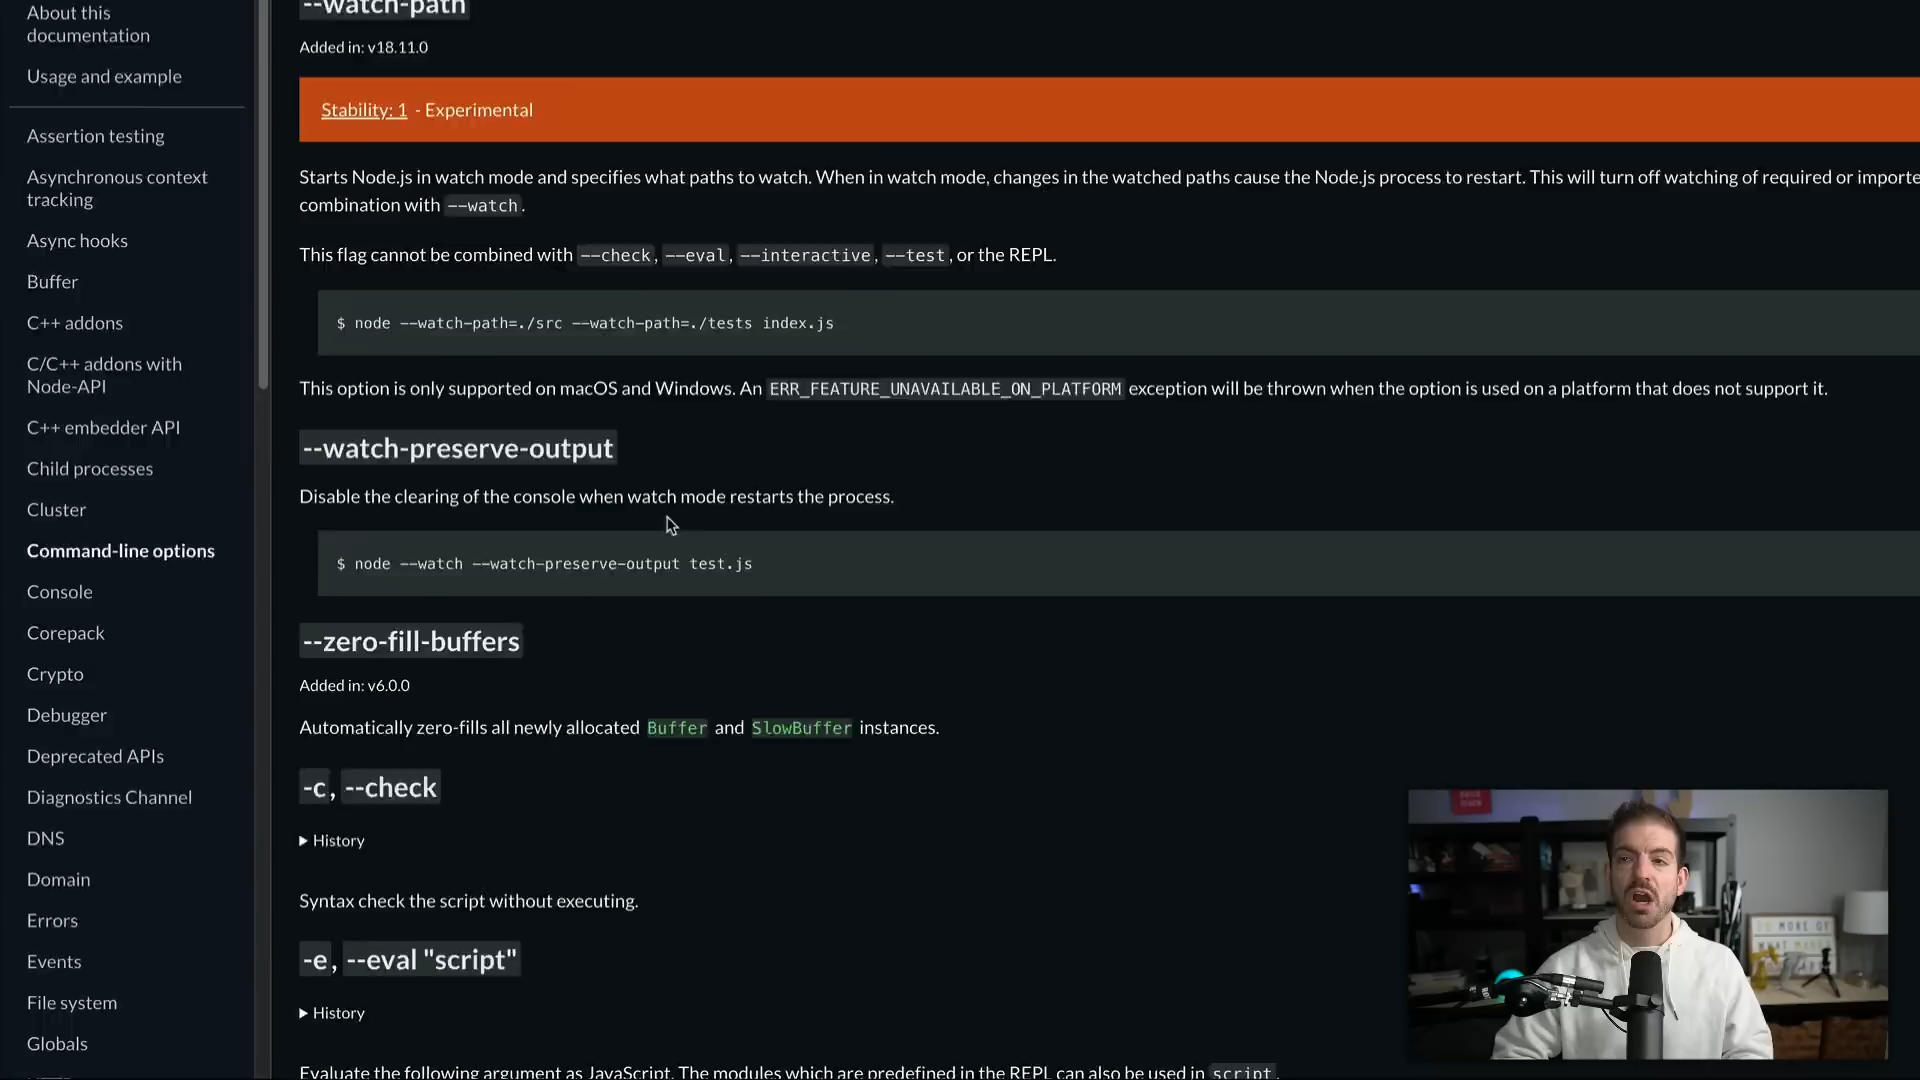 About this
documentation
Usage and example
Assertion testing
Asynchronous context
tracking
Async hooks
Buffer
C++ addons
C/C++ addons with
Node-API
C++ embedder API
Child processes
Cluster
Command-line options
Console
Corepack
Crypto
Debugger
Deprecated APIs
Diagnostics Channel
DNS
Domain
Errors
Events
File system
Globals
--watch-path
Added in: v18.11.0
Stability: 1 - Experimental
Starts Node.js in watch mode and specifies what paths to watch. When in watch mode, changes in the watched paths cause the Node.js process to restart. This will turn off watching of required or importe
combination with --watch.
This flag cannot be combined with --check, --eval, --interactive, --test, or the REPL.
$ node --watch-path=./src --watch-path=./tests index.js
This option is only supported on macOS and Windows. An ERR_FEATURE_UNAVAILABLE_ON_PLATFORM exception will be thrown when the option is used on a platform that does not support it.
--watch-preserve-output
Disable the clearing of the console when watch mode restarts the process.
$ node --watch --watch-preserve-output test.js
--zero-fill-buffers
Added in: v6.0.0
Automatically zero-fills all newly allocated Buffer and SlowBuffer instances.
-c, --check
▶ History
Syntax check the script without executing.
-e, --eval "script"
▶ History
Evaluate the following argument as JavaScript. The modules which are predefined in the REPL can also be used in script.
MORE OF
WHAT